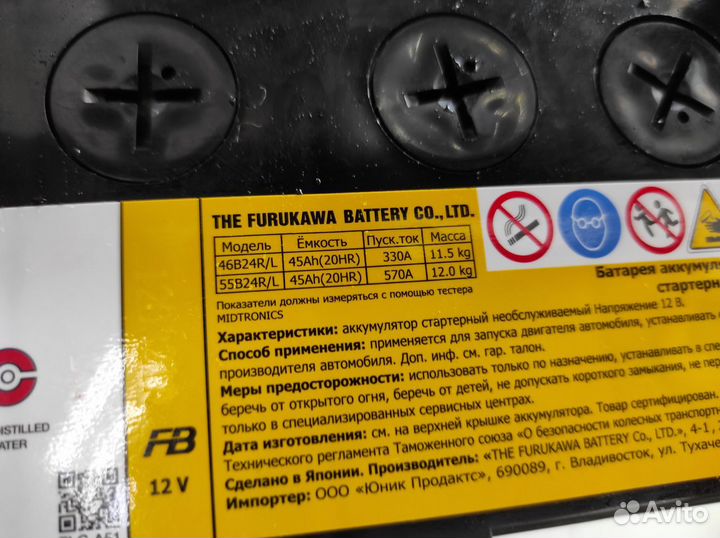 THE FURUKAWA BATTERY CO., LTD.
Модель Ёмкость Пуск.ток Масса
46B24R/L 45Ah(20HR) 330A 11.5 kg
55B24R/L 45Ah(20HR) 570A 12.0 kg
Показатели должны измеряться с помощью тестера
MIDTRONICS
Батарея аккуму
стартерн
Характеристики: аккумулятор стартерный необслуживаемый Напряжение 12 В.
Способ применения: применяется для запуска двигателя автомобиля, устанавливать
производителя автомобиля. Доп. инф. см. гар. талон.
Меры предосторожности: использовать только по назначению, устанавливать в спе
беречь от открытого огня, беречь от детей, не допускать короткого замыкания, не пер
только в специализированных сервисных центрах.
Дата изготовления: см. на верхней крышке аккумулятора. Товар сертифицирован.
Технического регламента Таможенного союза «О безопасности колесных транспортн
Сделано в Японии. Производитель: «THE FURUKAWA BATTERY Co., LTD.», 4-1,
Импортер: ООО «Юник Продактс», 690089, г. Владивосток, ул. Тухаче
DISTILLED
ATER
FB
12 V
Avito